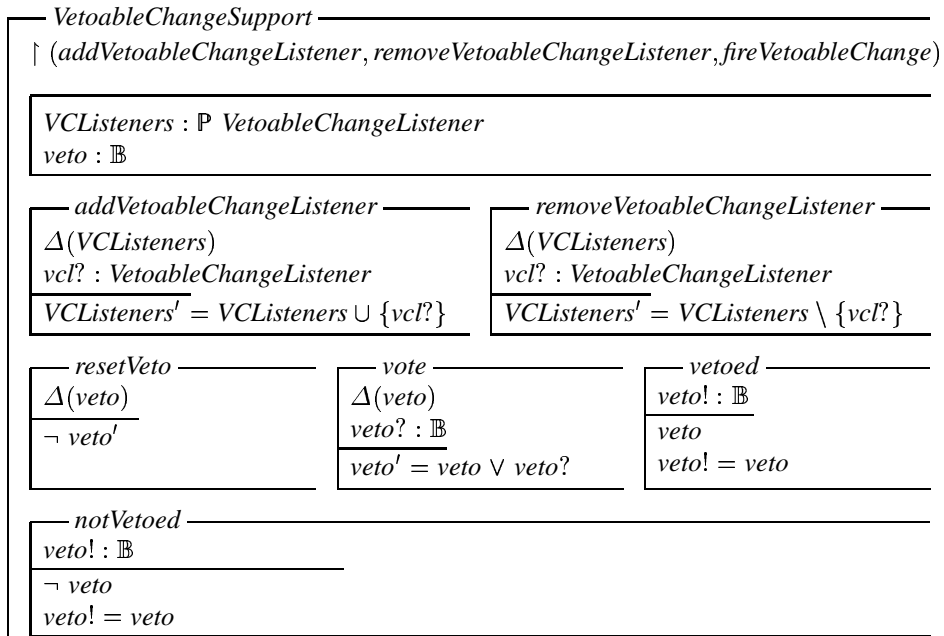 VetoableChangeSupport
↾ (addVetoableChangeListener, removeVetoableChangeListener, fireVetoableChange)
VCListeners : ℙ VetoableChangeListener
veto : 𝔹
addVetoableChangeListener
Δ(VCListeners)
vcl? : VetoableChangeListener
VCListeners′ = VCListeners ∪ {vcl?}
removeVetoableChangeListener
Δ(VCListeners)
vcl? : VetoableChangeListener
VCListeners′ = VCListeners \ {vcl?}
resetVeto
Δ(veto)
¬ veto′
vote
Δ(veto)
veto? : 𝔹
veto′ = veto ∨ veto?
vetoed
veto! : 𝔹
veto
veto! = veto
notVetoed
veto! : 𝔹
¬ veto
veto! = veto